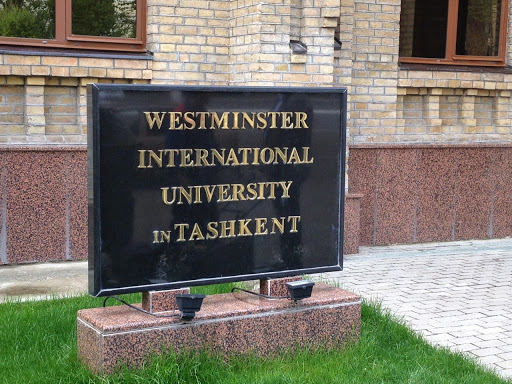 WESTMINSTER
INTERNATIONAL
UNIVERSITY
IN TASHKENT